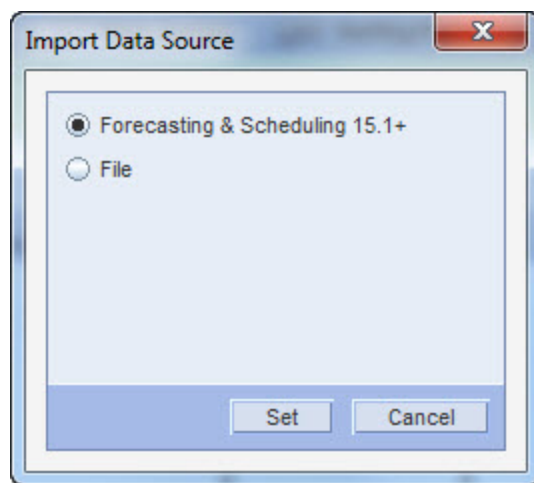 Import Data Source
Forecasting & Scheduling 15.1+
File
Set
Cancel